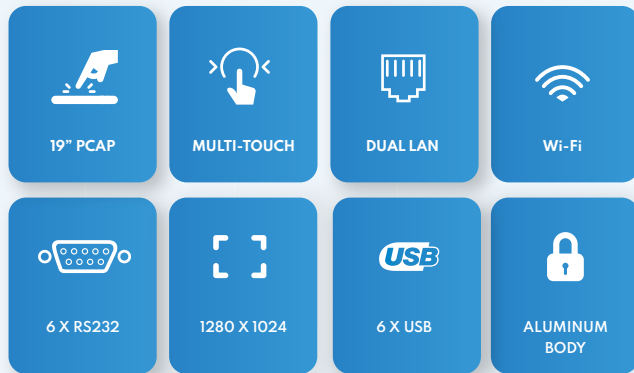 19” PCAP
MULTI-TOUCH
DUAL LAN
Wi-Fi
6 X RS232
1280 X 1024
USB
6 X USB
ALUMINUM
BODY